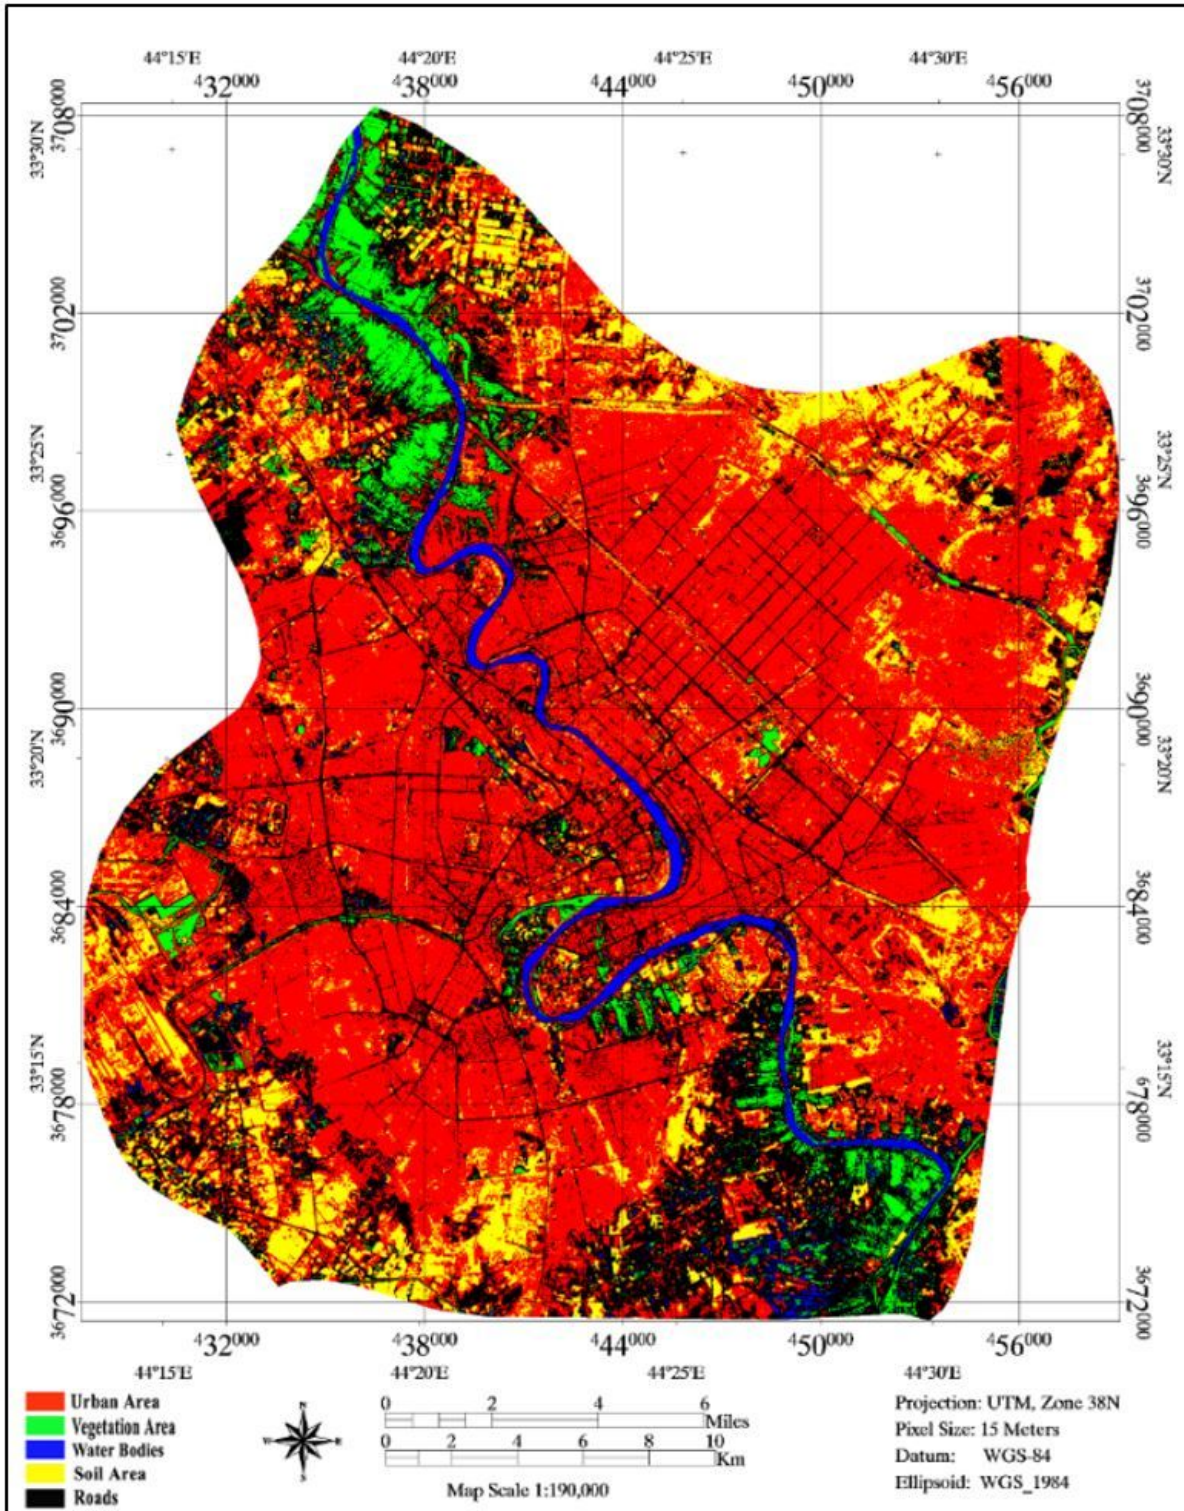 44°15'E 44°20'E 44°25'E 44°30'E
432000 438000 444000 450000 456000
3708000 3708000
33°30'N 33°30'N
3702000 3702000
33°25'N 33°25'N
3696000 3696000
3690000 3690000
33°20'N 33°20'N
3684000 3684000
33°15'N 33°15'N
3678000 678000
3672000 3672000
432000 438000 444000 450000 456000
44°15'E 44°20'E 44°25'E 44°30'E
Urban Area
Vegetation Area
Water Bodies
Soil Area
Roads
N
W E
S
0 2 4 6
Miles
0 2 4 6 8 10
Km
Map Scale 1:190,000
Projection: UTM, Zone 38N
Pixel Size: 15 Meters
Datum: WGS-84
Ellipsoid: WGS_1984